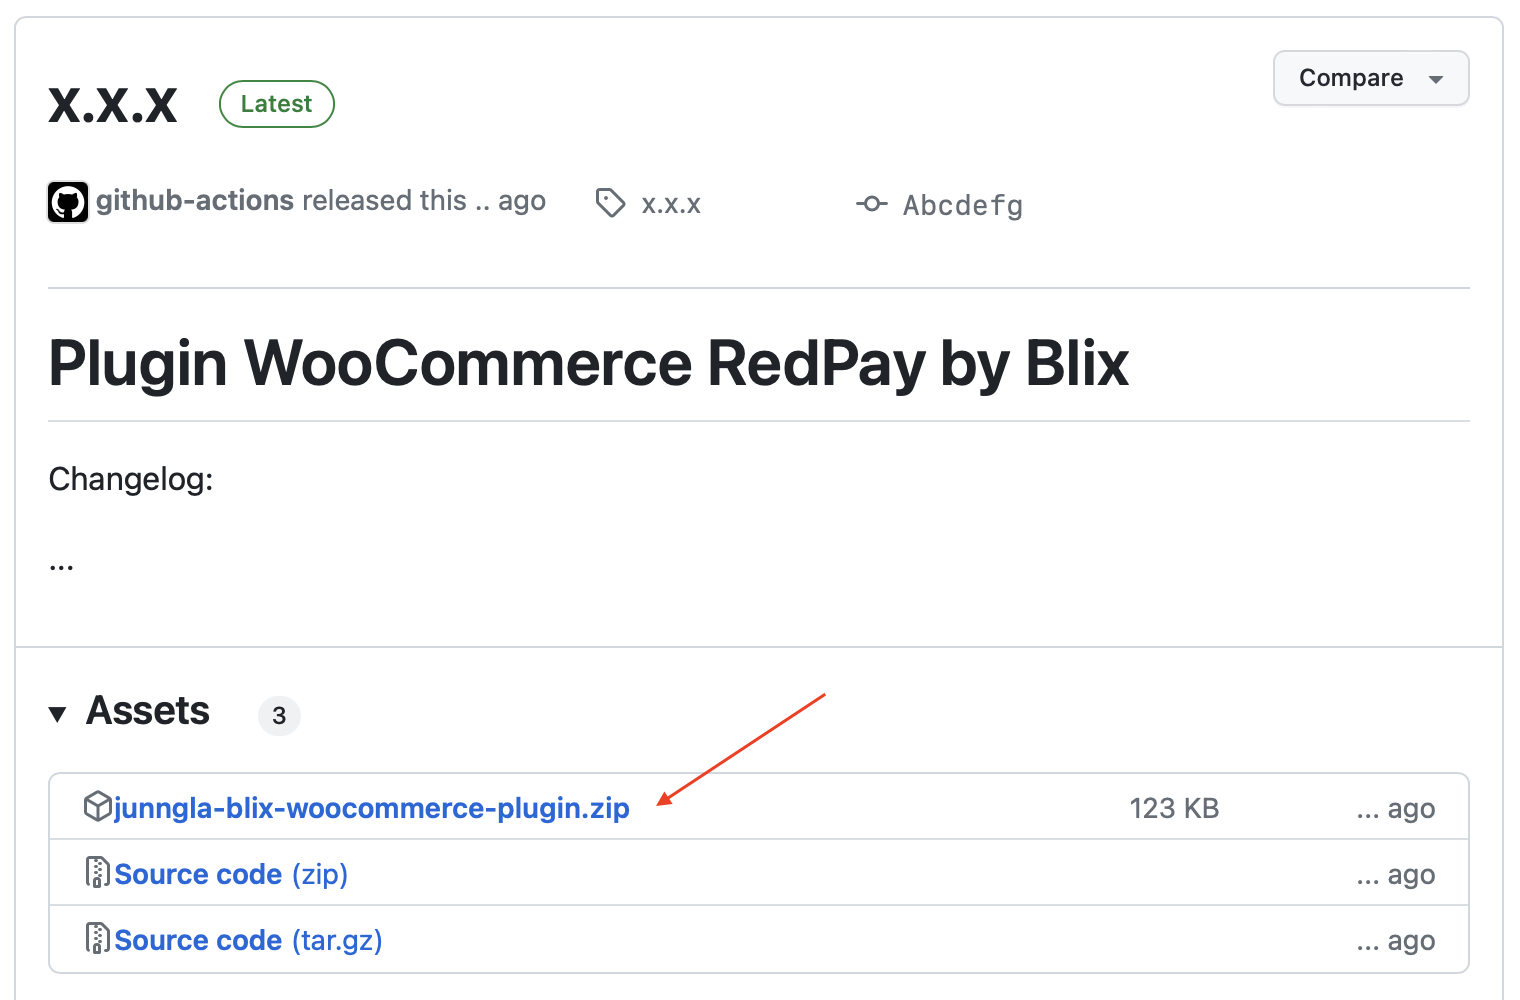 x.x.x Latest Compare
github-actions released this .. ago x.x.x Abcdefg
Plugin WooCommerce RedPay by Blix
Changelog:
...
Assets 3
junngla-blix-woocommerce-plugin.zip 123 KB ... ago
Source code (zip) ... ago
Source code (tar.gz) ... ago